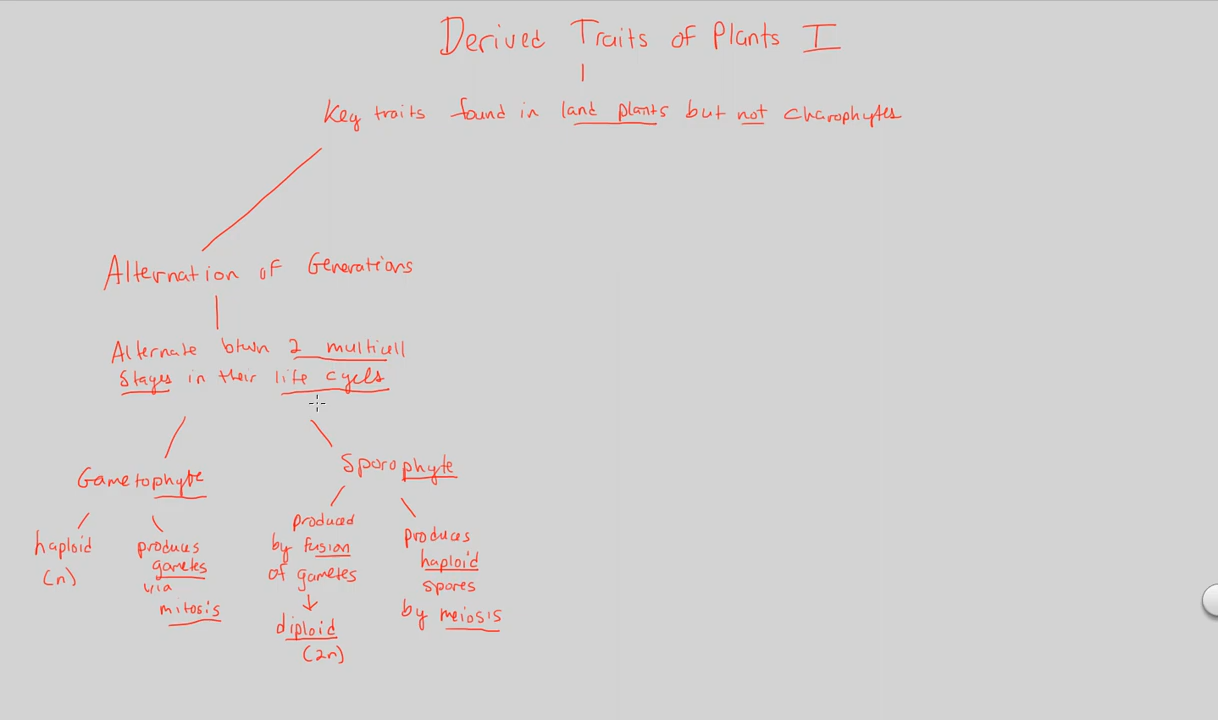 Derived Traits of Plants I
Key traits found in land plants but not charophytes
Alternation of Generations
Alternate btwn 2 multicell
stages in their life cycls
Gametophyte
haploid
(n)
produces
gametes
via
mitosis
Sporophyte
produced
by fusion
of gametes
diploid
(2n)
produces
haploid
spores
by meiosis